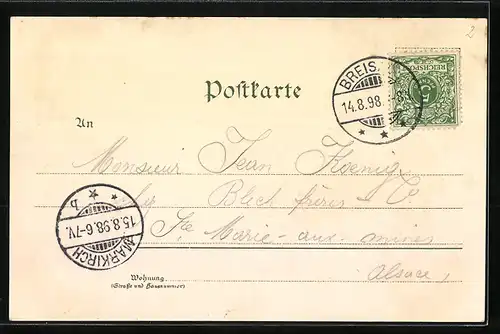 2
Postkarte
BREIS.
14.8.98.
REICHSPOST
5
An
Monsieur Jean Koenig
Blech frères & Co
Ste Marie-aux-mines
Alsace
MARKIRCH
15.8.98.6-7V.
b
Wohnung
(Straße und Hausnummer)